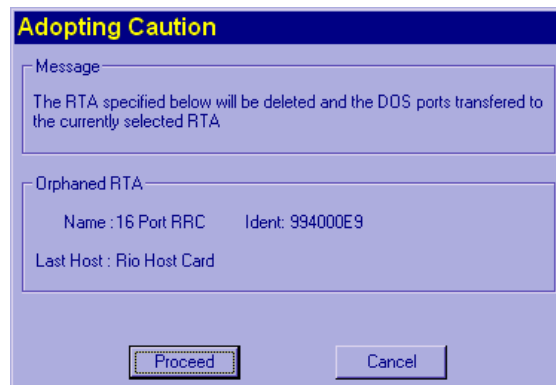 Adopting Caution
Message
The RTA specified below will be deleted and the DOS ports transfered to
the currently selected RTA
Orphaned RTA
Name : 16 Port RRC Ident: 994000E9
Last Host : Rio Host Card
Proceed Cancel